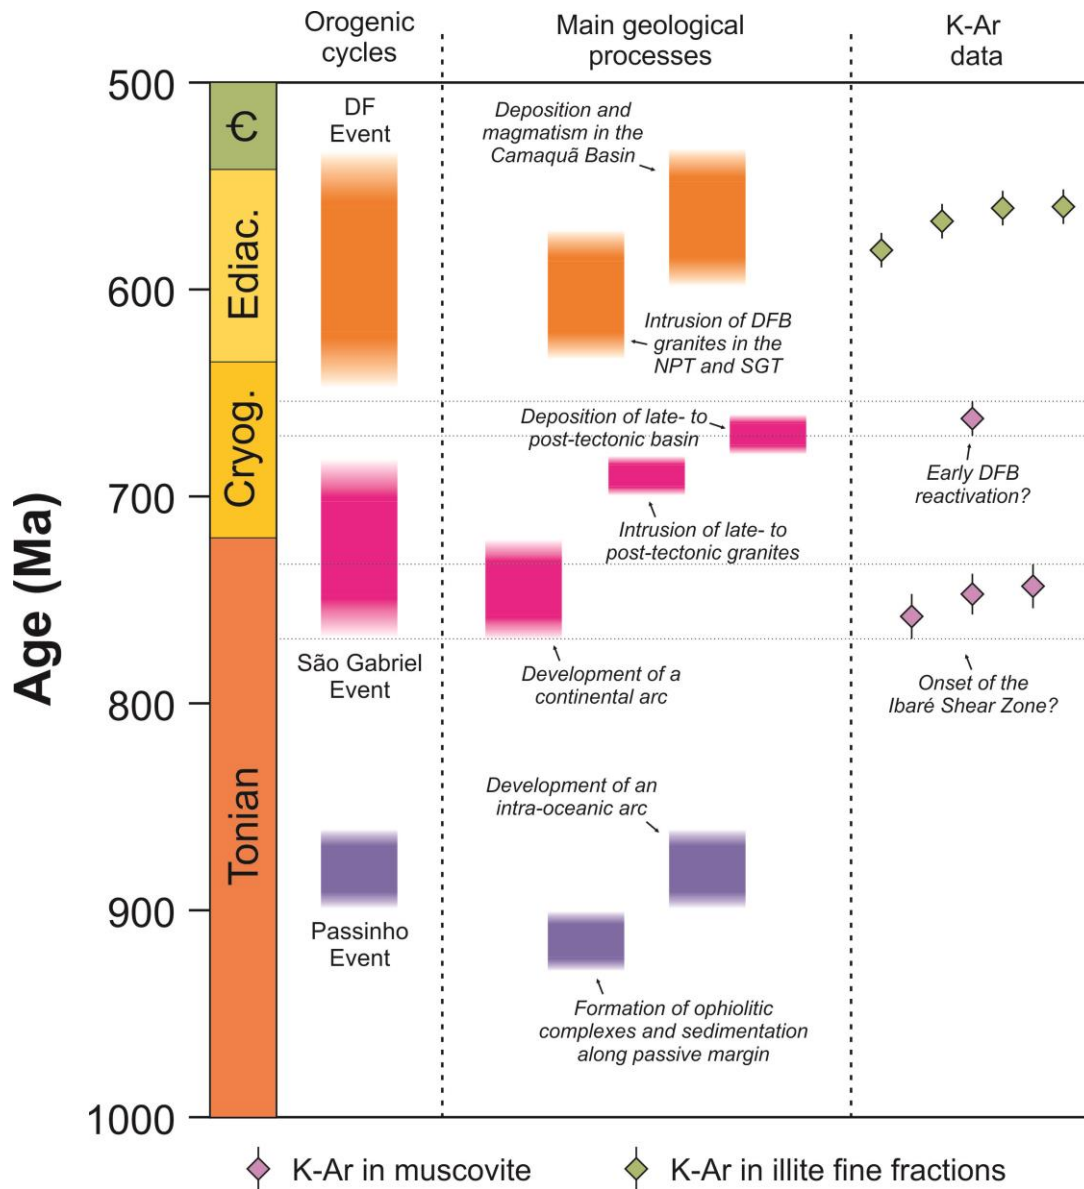 Orogenic
cycles
Main geological
processes
K-Ar
data
Age (Ma)
500
600
700
800
900
1000
Є
Ediac.
Cryog.
Tonian
DF
Event
São Gabriel
Event
Passinho
Event
Deposition and
magmatism in the
Camaquã Basin
Intrusion of DFB
granites in the
NPT and SGT
Deposition of late- to
post-tectonic basin
Intrusion of late- to
post-tectonic granites
Development of a
continental arc
Development of an
intra-oceanic arc
Formation of ophiolitic
complexes and sedimentation
along passive margin
Early DFB
reactivation?
Onset of the
Ibaré Shear Zone?
K-Ar in muscovite
K-Ar in illite fine fractions